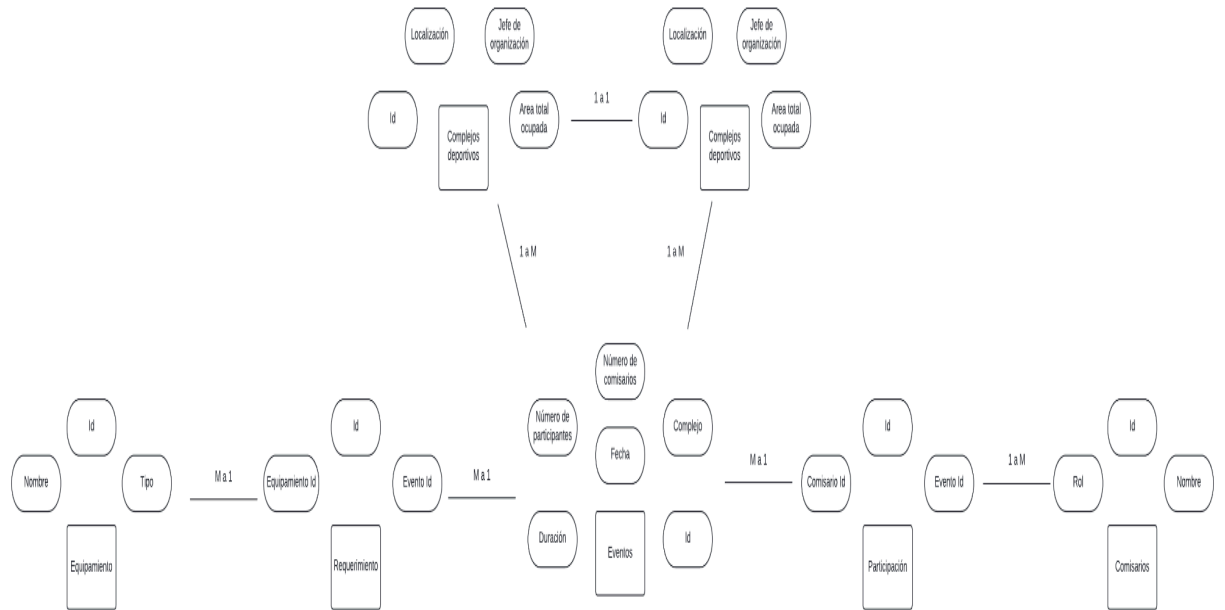 Localización
Jefe de
organización
Localización
Jefe de
organización
Id
Area total
ocupada
1 a 1
Id
Area total
ocupada
Complejos
deportivos
Complejos
deportivos
1 a M
1 a M
Número de
comisarios
Id
Id
Número de
participantes
Fecha
Complejo
Id
Id
Nombre
Tipo
M a 1
Equipamiento Id
Evento Id
M a 1
M a 1
Comisario Id
Evento Id
1 a M
Rol
Nombre
Equipamiento
Requerimiento
Duración
Eventos
Id
Participación
Comisarios